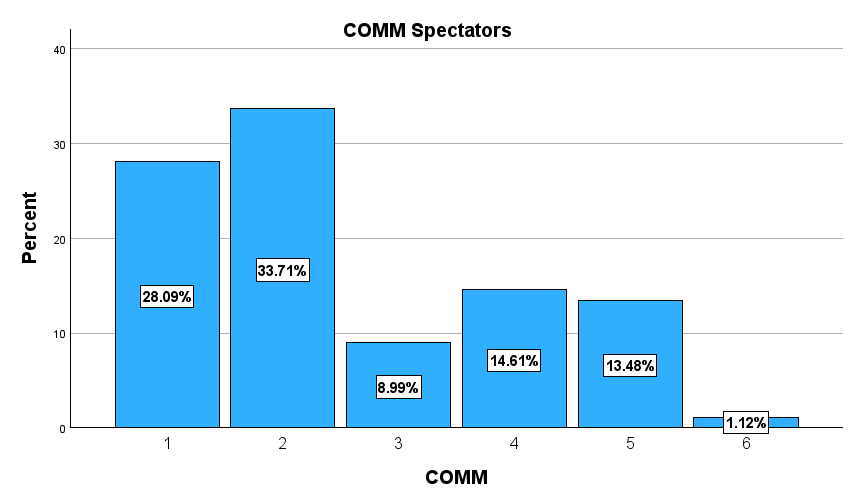 COMM Spectators
40
30
20
10
0
Percent
28.09%
33.71%
8.99%
14.61%
13.48%
1.12%
1 2 3 4 5 6
COMM